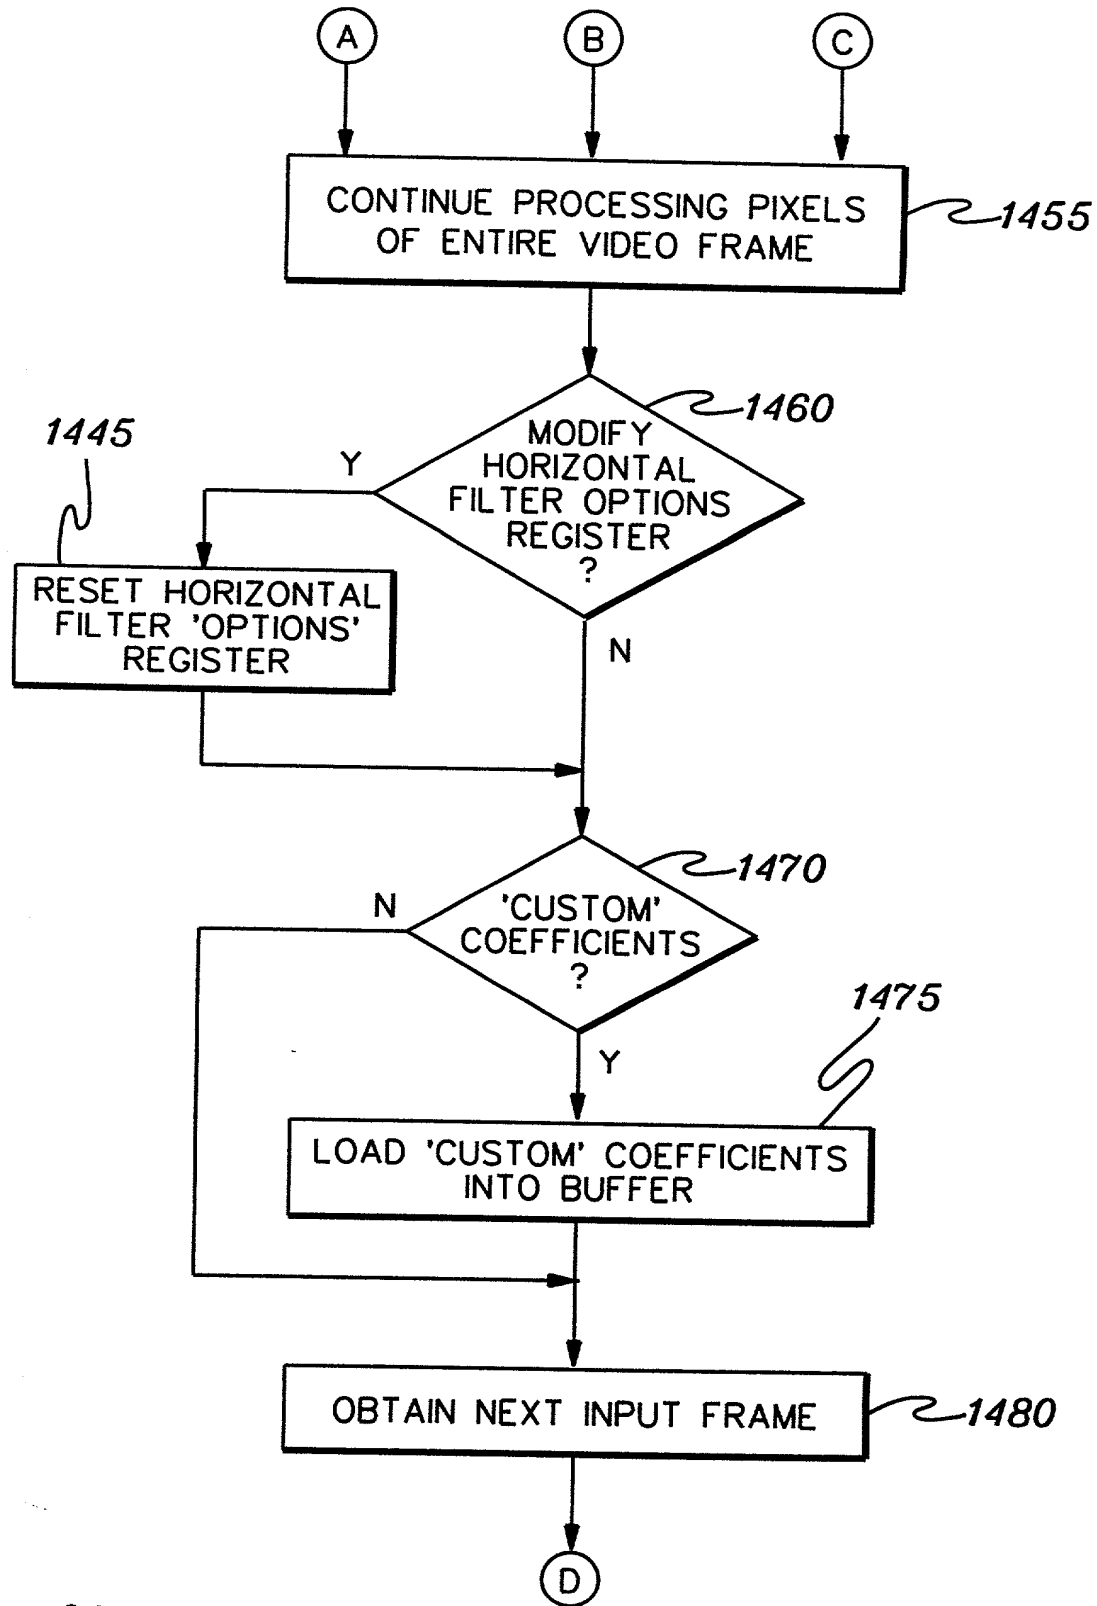 A
B
C
CONTINUE PROCESSING PIXELS
OF ENTIRE VIDEO FRAME
1455
1460
MODIFY
HORIZONTAL
FILTER OPTIONS
REGISTER
?
Y
N
1445
RESET HORIZONTAL
FILTER 'OPTIONS'
REGISTER
1470
'CUSTOM'
COEFFICIENTS
?
N
Y
1475
LOAD 'CUSTOM' COEFFICIENTS
INTO BUFFER
OBTAIN NEXT INPUT FRAME
1480
D